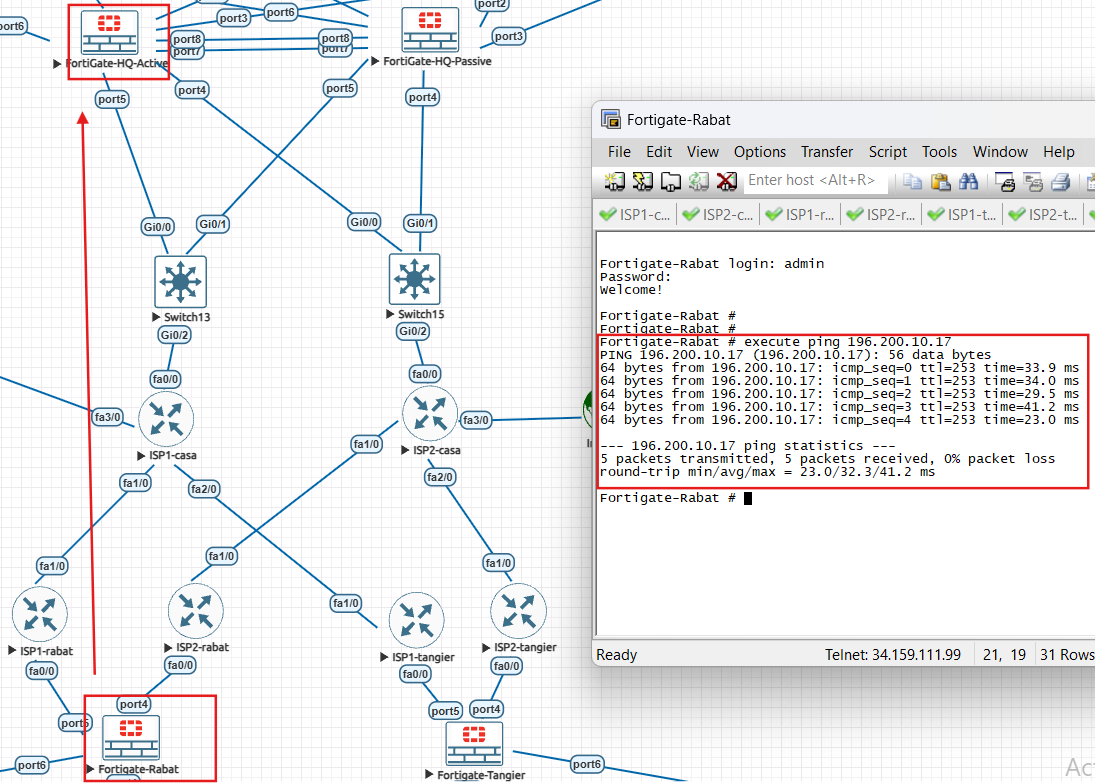 port2
port6
port3
port6
port3
port8
port8
port7
port7
FortiGate-HQ-Active
FortiGate-HQ-Passive
port5
port4
port5
port4
Gi0/0
Gi0/1
Gi0/0
Gi0/1
Switch13
Switch15
Gi0/2
Gi0/2
fa0/0
fa0/0
fa3/0
fa3/0
ISP1-casa
ISP2-casa
fa1/0
fa1/0
fa2/0
fa2/0
fa1/0
fa1/0
fa1/0
fa1/0
ISP1-rabat
ISP2-rabat
ISP1-tangier
ISP2-tangier
fa0/0
fa0/0
fa0/0
fa0/0
port4
port5
port5
port4
port6
Fortigate-Rabat
Fortigate-Tangier
port6
Fortigate-Rabat
File Edit View Options Transfer Script Tools Window Help
Enter host <Alt+R>
ISP1-c... ISP2-c... ISP1-r... ISP2-r... ISP1-t... ISP2-t...
Fortigate-Rabat login: admin
Password:
Welcome!
Fortigate-Rabat #
Fortigate-Rabat #
Fortigate-Rabat # execute ping 196.200.10.17
PING 196.200.10.17 (196.200.10.17): 56 data bytes
64 bytes from 196.200.10.17: icmp_seq=0 ttl=253 time=33.9 ms
64 bytes from 196.200.10.17: icmp_seq=1 ttl=253 time=34.0 ms
64 bytes from 196.200.10.17: icmp_seq=2 ttl=253 time=29.5 ms
64 bytes from 196.200.10.17: icmp_seq=3 ttl=253 time=41.2 ms
64 bytes from 196.200.10.17: icmp_seq=4 ttl=253 time=23.0 ms
--- 196.200.10.17 ping statistics ---
5 packets transmitted, 5 packets received, 0% packet loss
round-trip min/avg/max = 23.0/32.3/41.2 ms
Fortigate-Rabat #
Ready Telnet: 34.159.111.99 21, 19 31 Rows